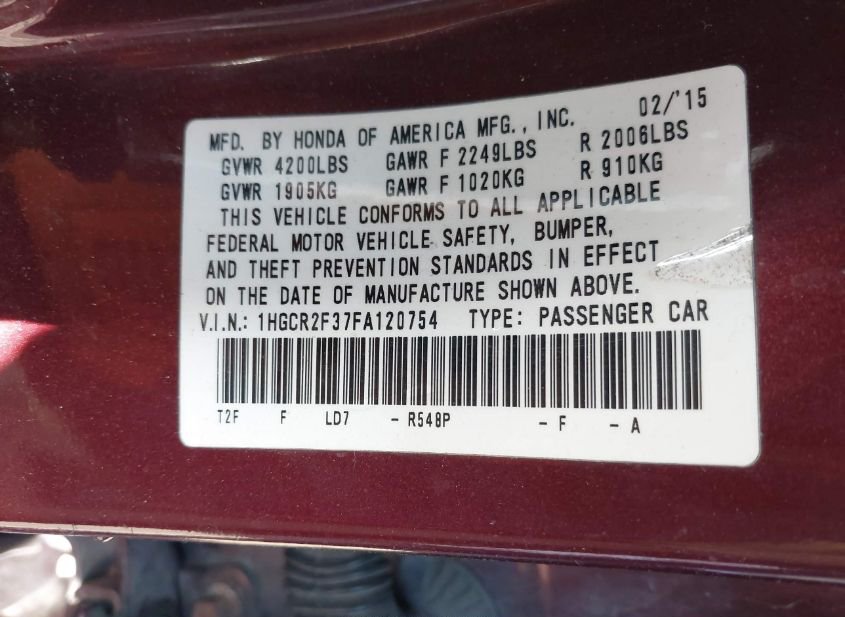 02/'15
MFD. BY HONDA OF AMERICA MFG., INC.
GVWR 4200LBS GAWR F 2249LBS R 2006LBS
GVWR 1905KG GAWR F 1020KG R 910KG
THIS VEHICLE CONFORMS TO ALL APPLICABLE
FEDERAL MOTOR VEHICLE SAFETY, BUMPER,
AND THEFT PREVENTION STANDARDS IN EFFECT
ON THE DATE OF MANUFACTURE SHOWN ABOVE.
V.I.N.: 1HGCR2F37FA120754 TYPE: PASSENGER CAR
T2F F LD7 - R548P - F - A